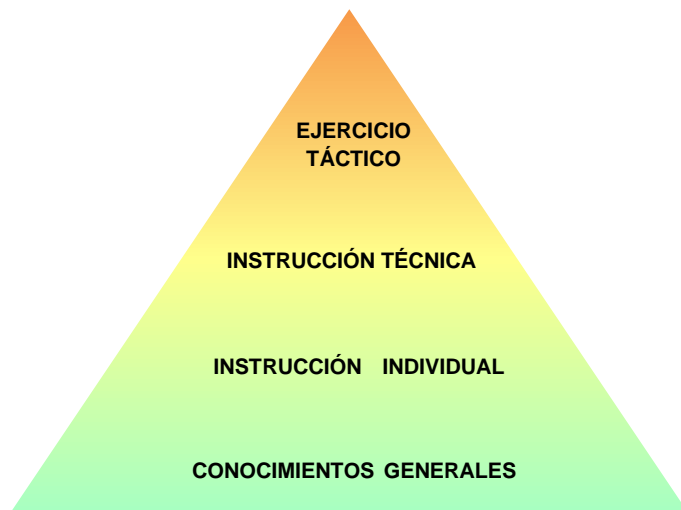 EJERCICIO
TÁCTICO
INSTRUCCIÓN TÉCNICA
INSTRUCCIÓN INDIVIDUAL
CONOCIMIENTOS GENERALES